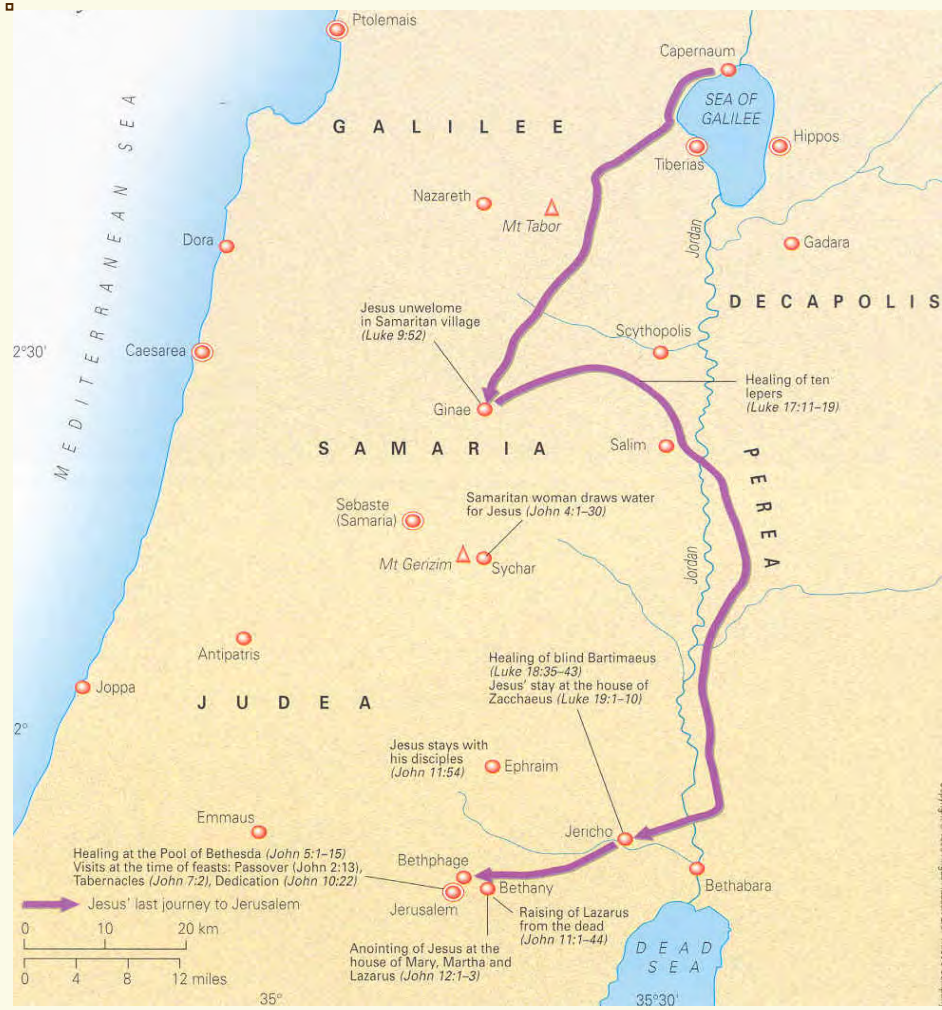 Ptolemais
Capernaum
SEA OF
GALILEE
GALILEE
Hippos
Tiberias
Nazareth
Mt Tabor
MEDITERRANEAN SEA
Dora
Jordan
Gadara
DECAPOLIS
Jesus unwelome
in Samaritan village
(Luke 9:52)
Scythopolis
2°30'
Caesarea
Healing of ten
lepers
(Luke 17:11–19)
Ginae
SAMARIA
Salim
PEREA
Samaritan woman draws water
for Jesus (John 4:1–30)
Sebaste
(Samaria)
Mt Gerizim
Sychar
Jordan
Antipatris
Healing of blind Bartimaeus
(Luke 18:35–43)
Jesus' stay at the house of
Zacchaeus (Luke 19:1–10)
Joppa
JUDEA
2°
Jesus stays with
his disciples
(John 11:54)
Ephraim
Emmaus
Jericho
Healing at the Pool of Bethesda (John 5:1–15)
Visits at the time of feasts: Passover (John 2:13),
Tabernacles (John 7:2), Dedication (John 10:22)
Bethphage
Bethany
Bethabara
Jesus' last journey to Jerusalem
Jerusalem
Raising of Lazarus
from the dead
(John 11:1–44)
0 10 20 km
Anointing of Jesus at the
house of Mary, Martha and
Lazarus (John 12:1–3)
DEAD
SEA
0 4 8 12 miles
35°
35°30'